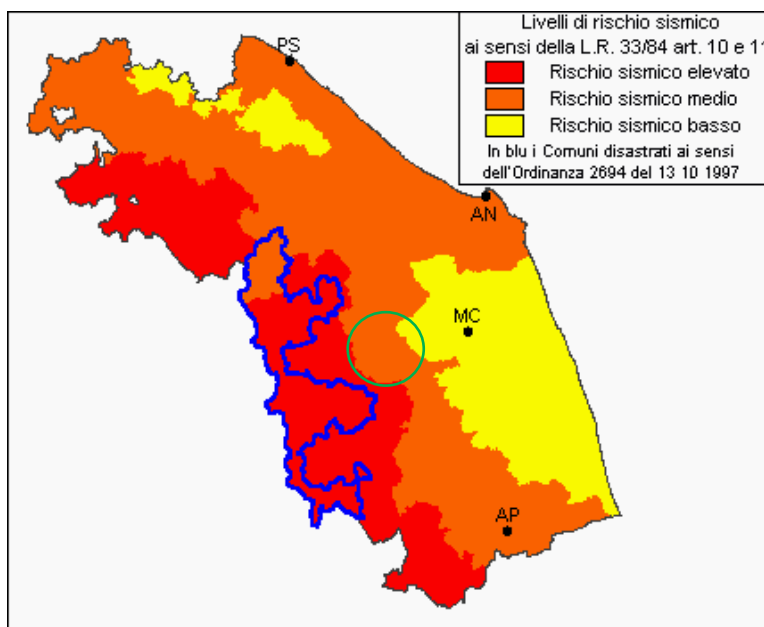 Livelli di rischio sismico
ai sensi della L.R. 33/84 art. 10 e 11
Rischio sismico elevato
Rischio sismico medio
Rischio sismico basso
In blu i Comuni disastrati ai sensi
dell'Ordinanza 2694 del 13 10 1997
PS
AN
MC
AP